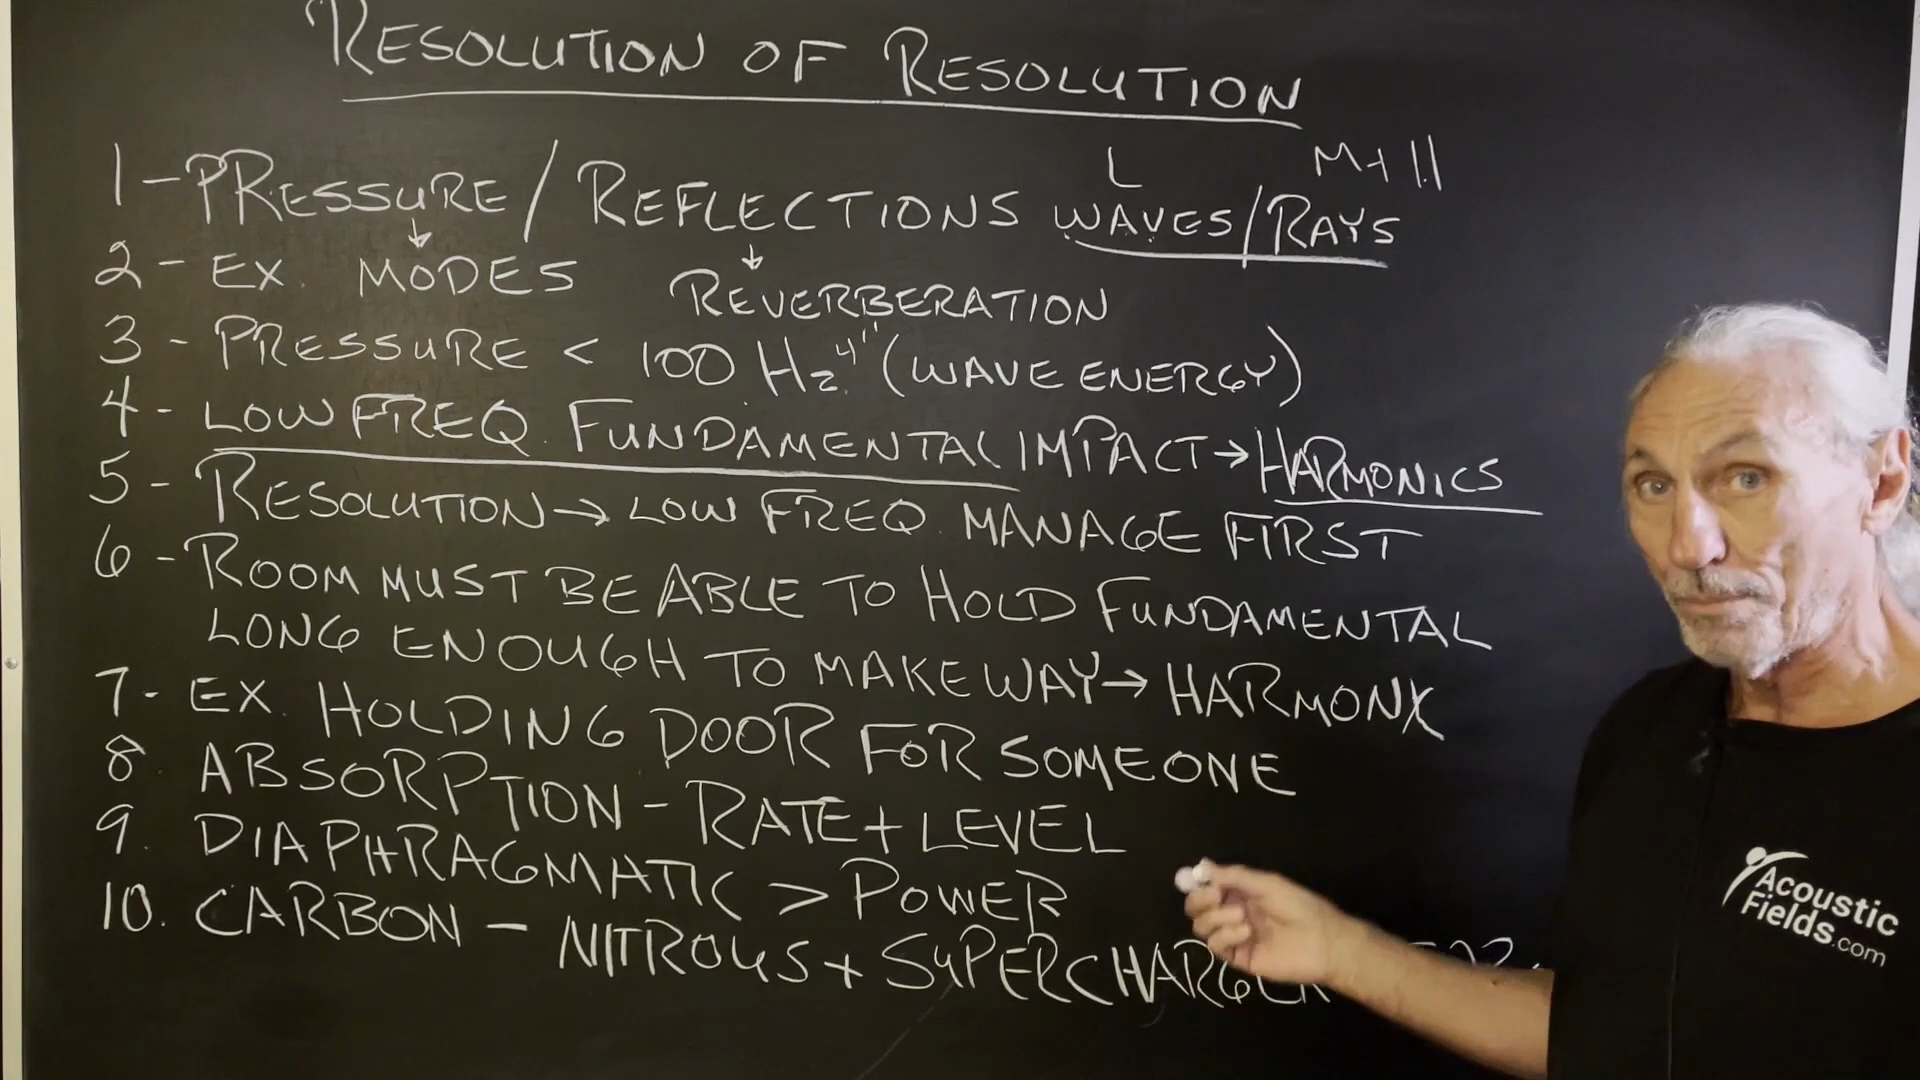 RESOLUTION OF RESOLUTION
L M+H
1-PRESSURE/REFLECTIONS WAVES/RAYS
2-EX. MODES REVERBERATION
3-PRESSURE < 100 Hz 4" (WAVE ENERGY)
4-LOW FREQ. FUNDAMENTAL IMPACT→HARMONICS
5-RESOLUTION→LOW FREQ. MANAGE FIRST
6-ROOM MUST BE ABLE TO HOLD FUNDAMENTAL
LONG ENOUGH TO MAKE WAY→HARMONX
7-EX. HOLDING DOOR FOR SOMEONE
8. ABSORPTION-RATE+LEVEL
9. DIAPHRAGMATIC > POWER
10. CARBON-NITROUS+SUPERCHARGER
Acoustic
Fields.com